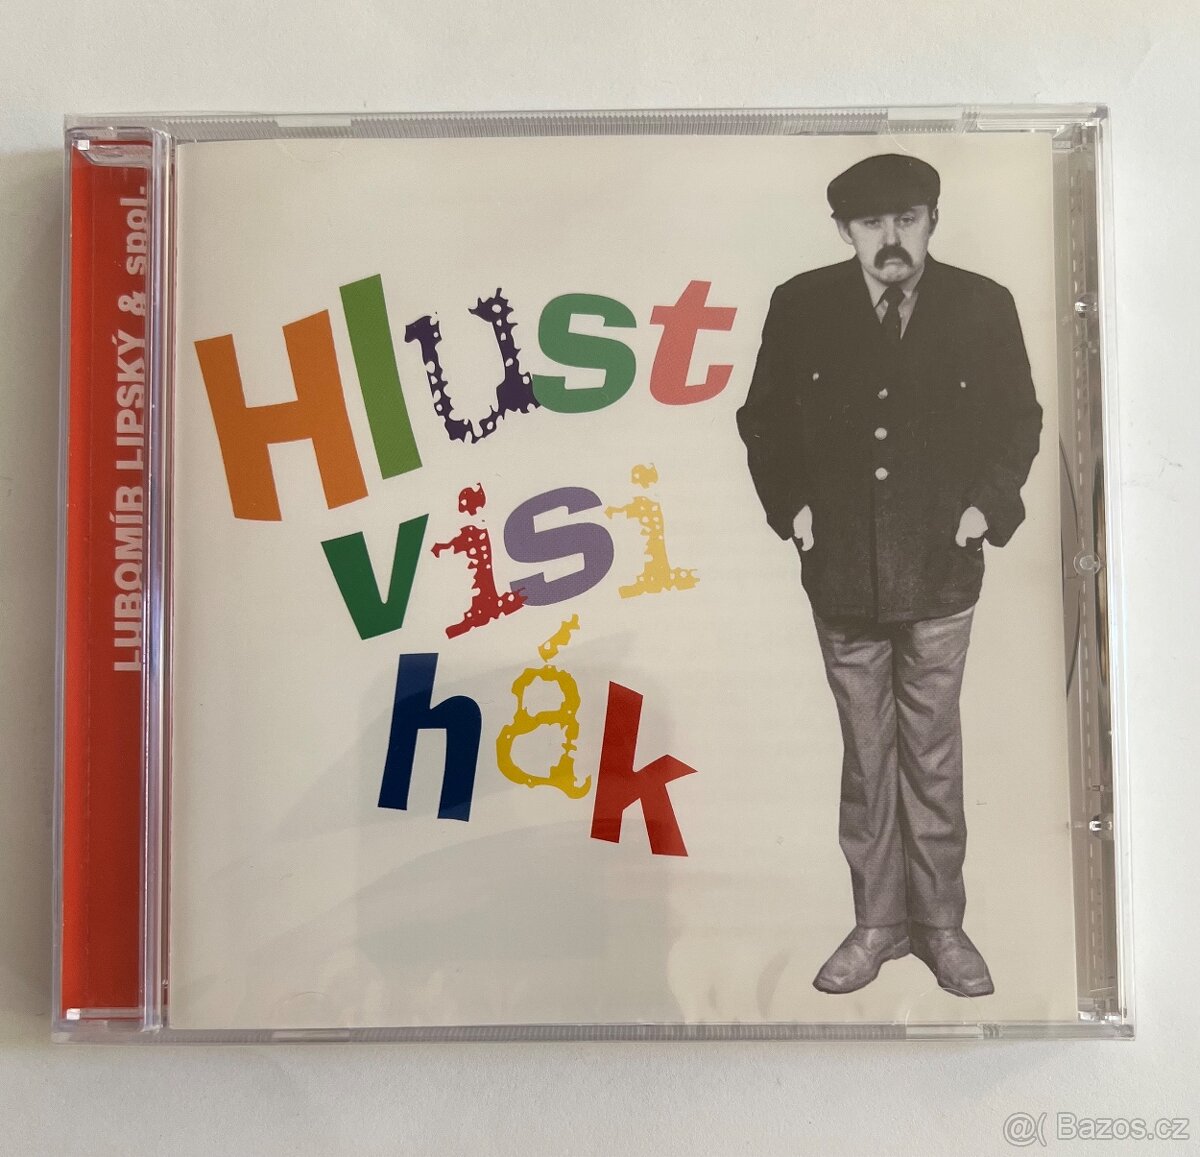 LUBOMÍR LIPSKÝ & spol.
Hlust
visi
hák
@( Bazos.cz